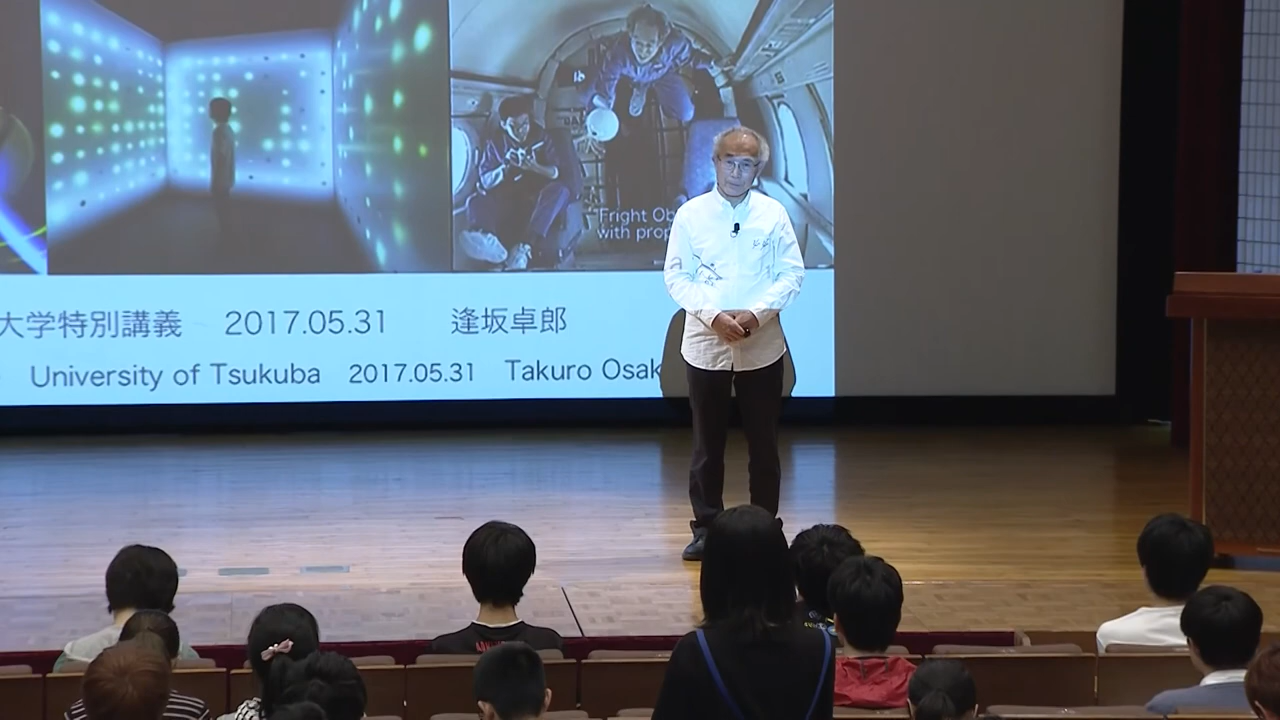 Fright Ob
with prop
大学特別講義 2017.05.31 逢坂卓郎
University of Tsukuba 2017.05.31 Takuro Osak